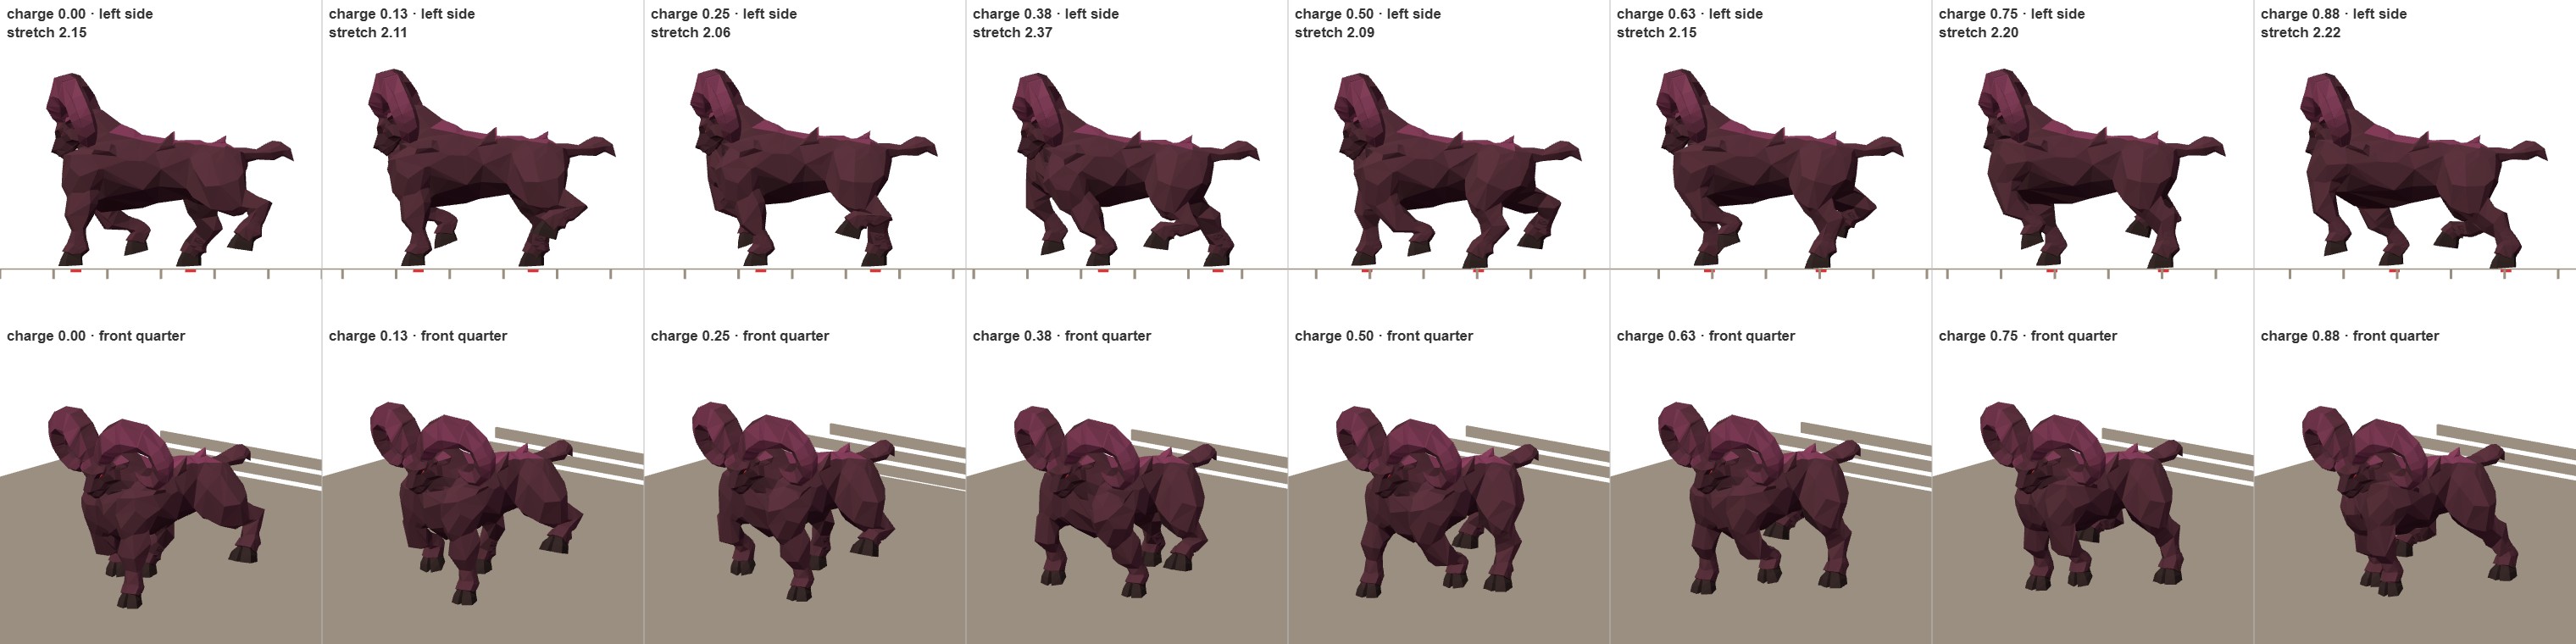 charge 0.00 · left side
stretch 2.15
charge 0.13 · left side
stretch 2.11
charge 0.25 · left side
stretch 2.06
charge 0.38 · left side
stretch 2.37
charge 0.50 · left side
stretch 2.09
charge 0.63 · left side
stretch 2.15
charge 0.75 · left side
stretch 2.20
charge 0.88 · left side
stretch 2.22
charge 0.00 · front quarter
charge 0.13 · front quarter
charge 0.25 · front quarter
charge 0.38 · front quarter
charge 0.50 · front quarter
charge 0.63 · front quarter
charge 0.75 · front quarter
charge 0.88 · front quarter